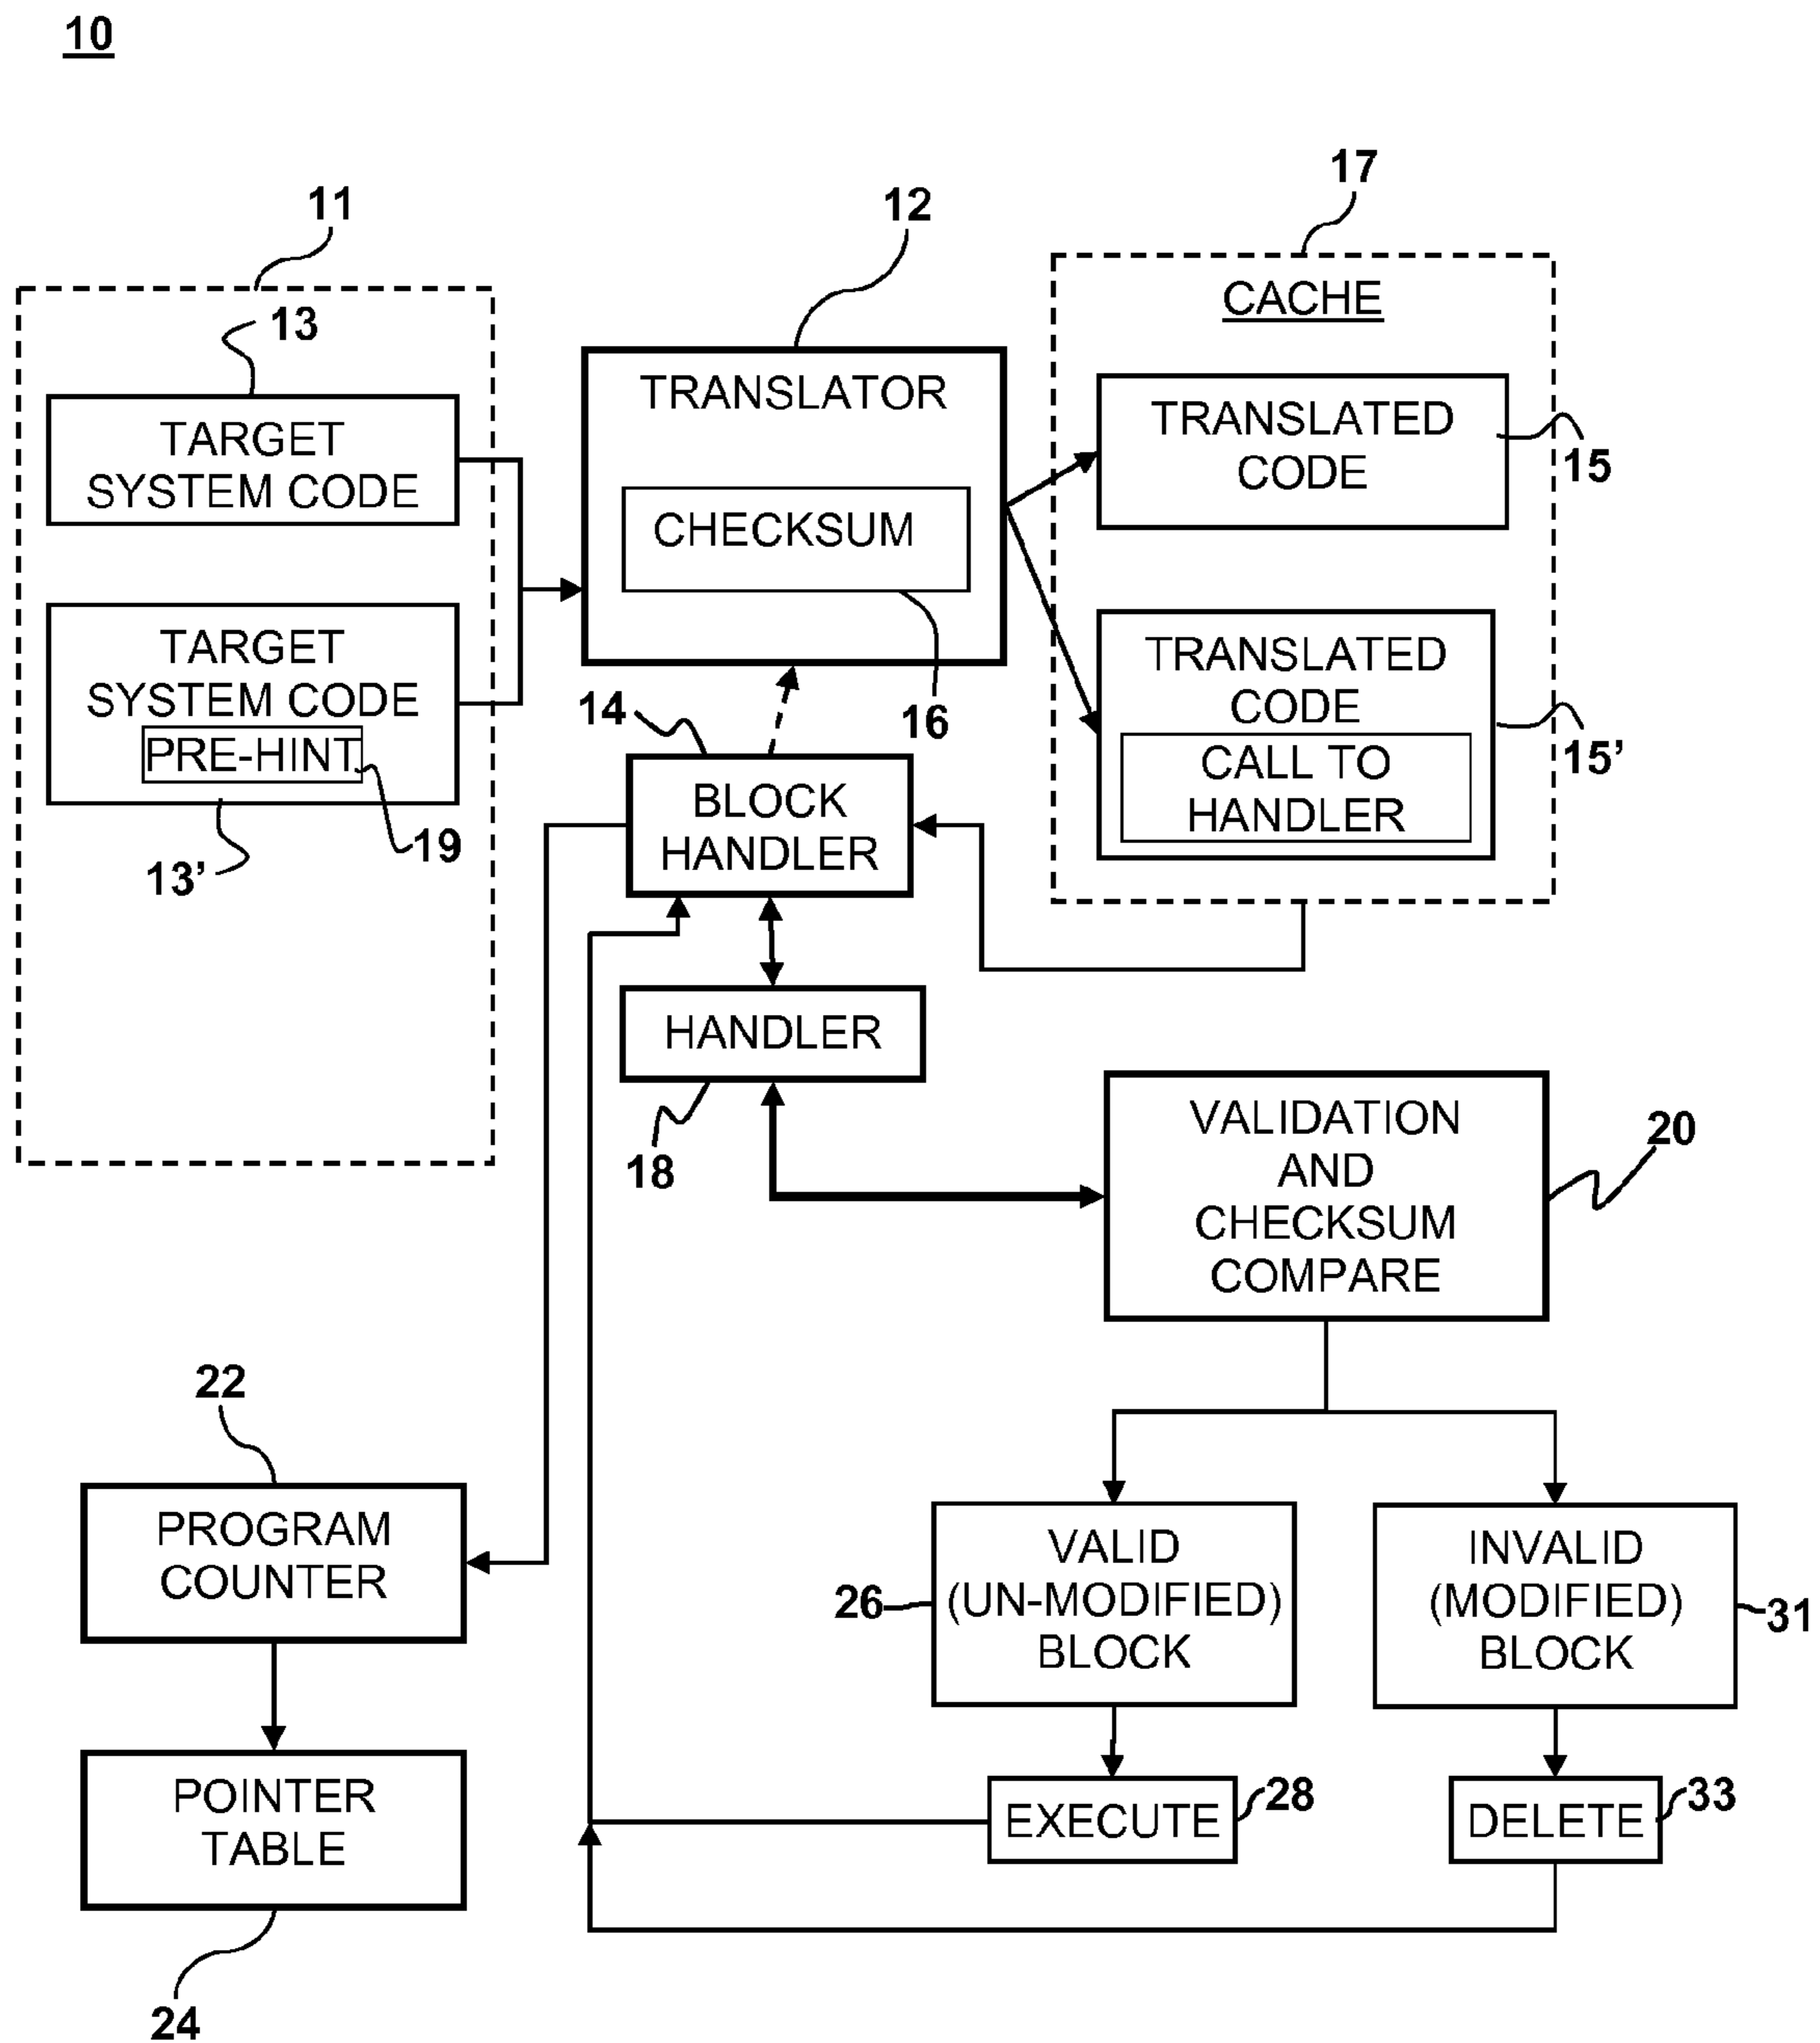 10
11
12
17
13
CACHE
TARGET
SYSTEM CODE
TRANSLATOR
CHECKSUM
16
TRANSLATED
CODE
15
TARGET
SYSTEM CODE
PRE-HINT
19
13’
TRANSLATED
CODE
CALL TO
HANDLER
15’
14
BLOCK
HANDLER
HANDLER
18
VALIDATION
AND
CHECKSUM
COMPARE
20
22
PROGRAM
COUNTER
POINTER
TABLE
24
VALID
(UN-MODIFIED)
BLOCK
26
INVALID
(MODIFIED)
BLOCK
31
EXECUTE
28
DELETE
33